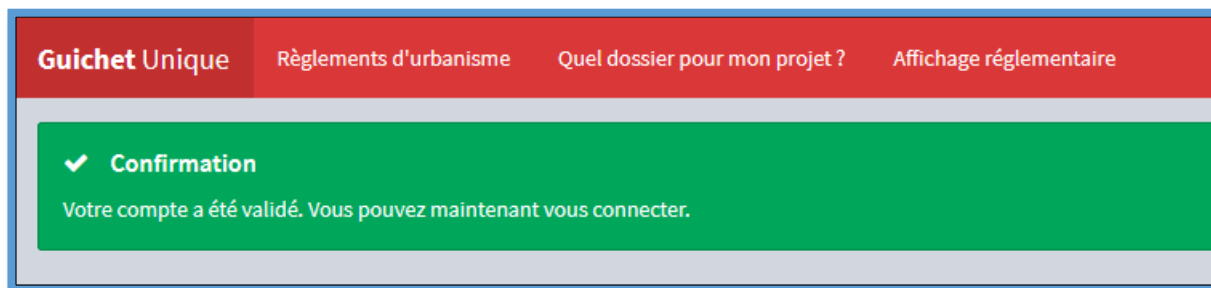 Guichet Unique Règlements d'urbanisme Quel dossier pour mon projet ? Affichage réglementaire
Confirmation
Votre compte a été validé. Vous pouvez maintenant vous connecter.